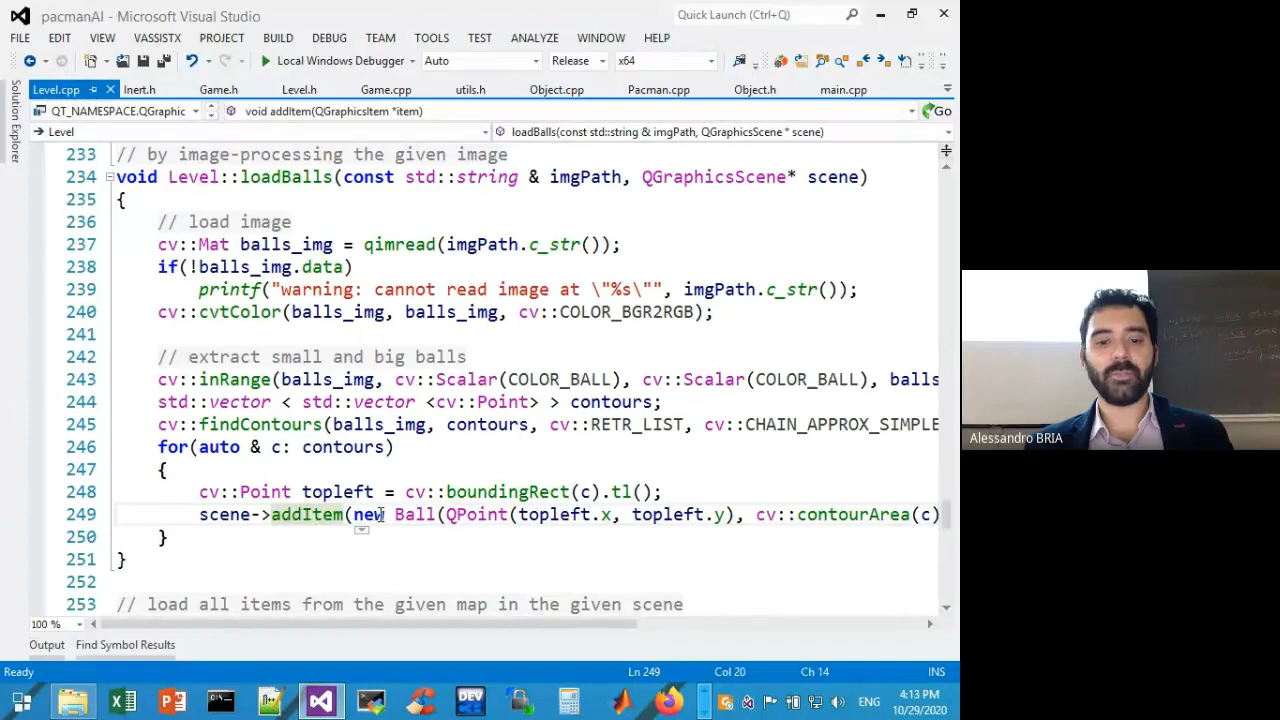 pacmanAI - Microsoft Visual Studio
Quick Launch (Ctrl+Q)
FILE EDIT VIEW VASSISTX PROJECT BUILD DEBUG TEAM TOOLS TEST ANALYZE WINDOW HELP
Local Windows Debugger Auto Release x64
Level.cpp Inert.h Game.h Level.h utils.h Object.cpp Pacman.cpp Object.h main.cpp
QT_NAMESPACE.QGraphic void addItem(QGraphicsItem *item) Go
Level loadBalls(const std::string & imgPath, QGraphicsScene * scene)
Solution Explorer
233 // by image-processing the given image
234 void Level::loadBalls(const std::string & imgPath, QGraphicsScene* scene)
235 {
236 // load image
237 cv::Mat balls_img = qimread(imgPath.c_str());
238 if(!balls_img.data)
239 printf("warning: cannot read image at \"%s\"", imgPath.c_str());
240 cv::cvtColor(balls_img, balls_img, cv::COLOR_BGR2RGB);
241
242 // extract small and big balls
243 cv::inRange(balls_img, cv::Scalar(COLOR_BALL), cv::Scalar(COLOR_BALL), balls
244 std::vector < std::vector <cv::Point> > contours;
245 cv::findContours(balls_img, contours, cv::RETR_LIST, cv::CHAIN_APPROX_SIMPLE
246 for(auto & c: contours)
247 {
248 cv::Point topleft = cv::boundingRect(c).tl();
249 scene->addItem(new Ball(QPoint(topleft.x, topleft.y), cv::contourArea(c)
250 }
251 }
252
253 // load all items from the given map in the given scene
100 %
Output Find Symbol Results
Ready Ln 249 Col 20 Ch 14 INS
DEV
ENG
4:13 PM
10/29/2020
Alessandro BRIA